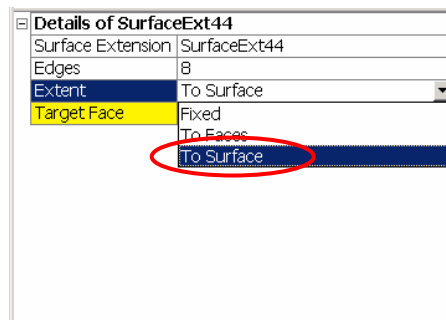 Details of SurfaceExt44
Surface Extension SurfaceExt44
Edges 8
Extent To Surface
Target Face Fixed
To Faces
To Surface